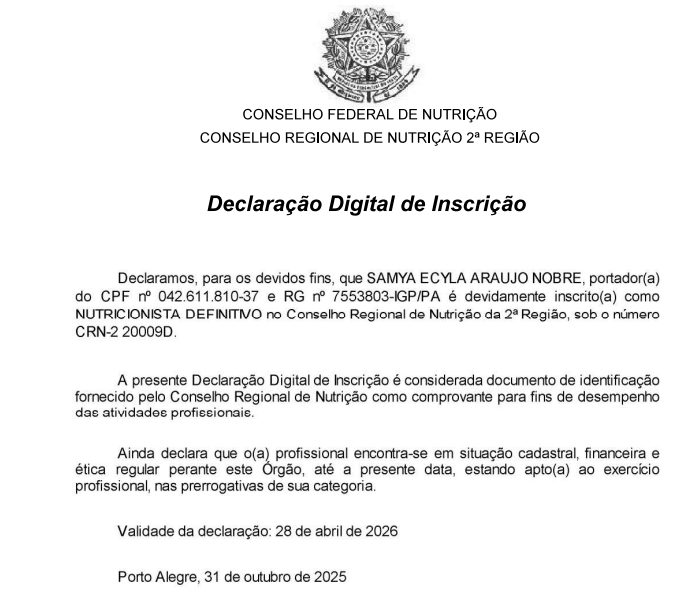 CONSELHO FEDERAL DE NUTRIÇÃO
CONSELHO REGIONAL DE NUTRIÇÃO 2ª REGIÃO
Declaração Digital de Inscrição
Declaramos, para os devidos fins, que SAMYA ECYLA ARAUJO NOBRE, portador(a)
do CPF nº 042.611.810-37 e RG nº 7553803-IGP/PA é devidamente inscrito(a) como
NUTRICIONISTA DEFINITIVO no Conselho Regional de Nutrição da 2ª Região, sob o número
CRN-2 20009D.
A presente Declaração Digital de Inscrição é considerada documento de identificação
fornecido pelo Conselho Regional de Nutrição como comprovante para fins de desempenho
das atividades profissionais.
Ainda declara que o(a) profissional encontra-se em situação cadastral, financeira e
ética regular perante este Órgão, até a presente data, estando apto(a) ao exercício
profissional, nas prerrogativas de sua categoria.
Validade da declaração: 28 de abril de 2026
Porto Alegre, 31 de outubro de 2025